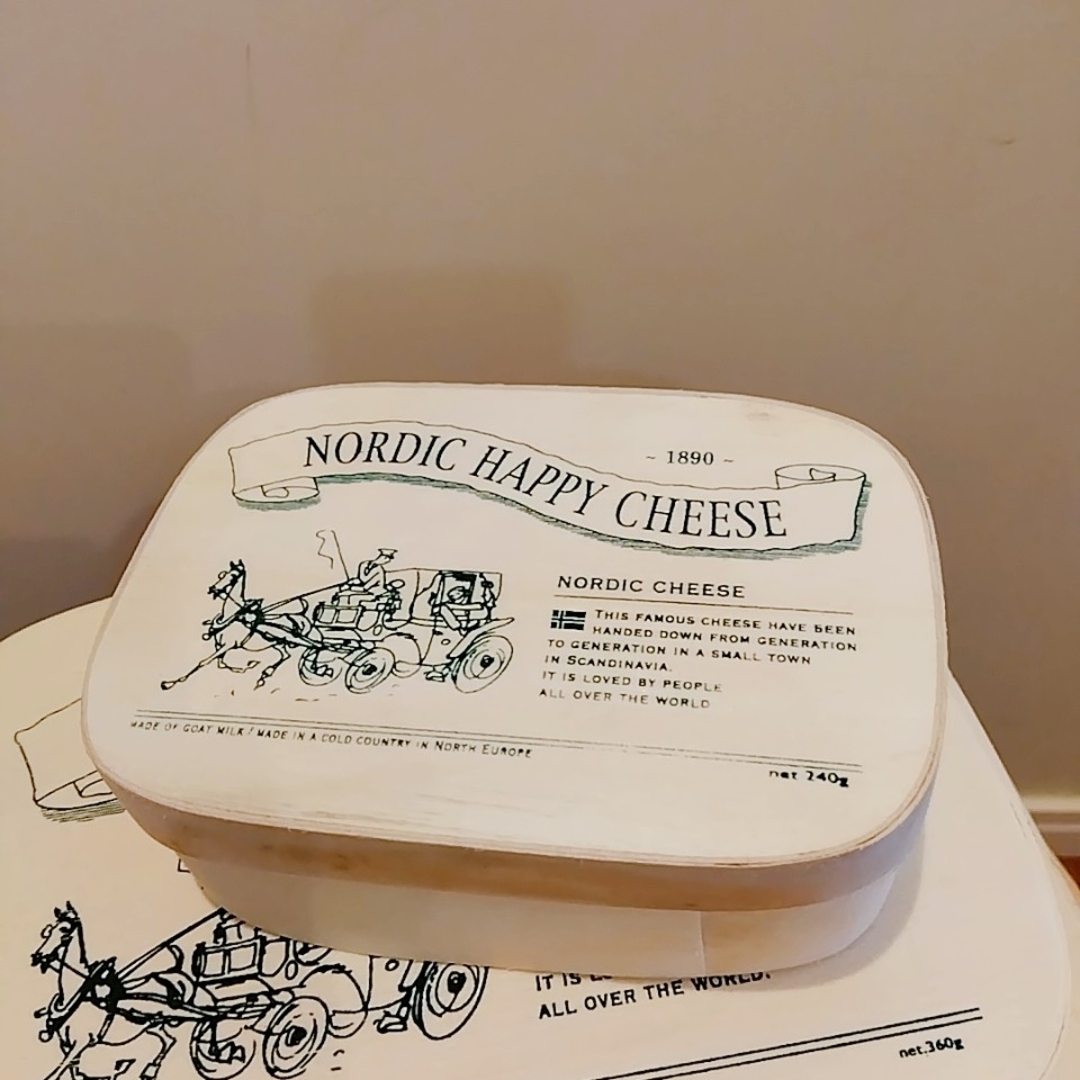 NORDIC HAPPY CHEESE
~ 1890 ~
NORDIC CHEESE
THIS FAMOUS CHEESE HAVE BEEN
HANDED DOWN FROM GENERATION
TO GENERATION IN A SMALL TOWN
IN SCANDINAVIA.
IT IS LOVED BY PEOPLE
ALL OVER THE WORLD
MADE OF GOAT MILK / MADE IN A COLD COUNTRY IN NORTH EUROPE
net 240g
IT IS
ALL OVER THE WORLD.
net.360g